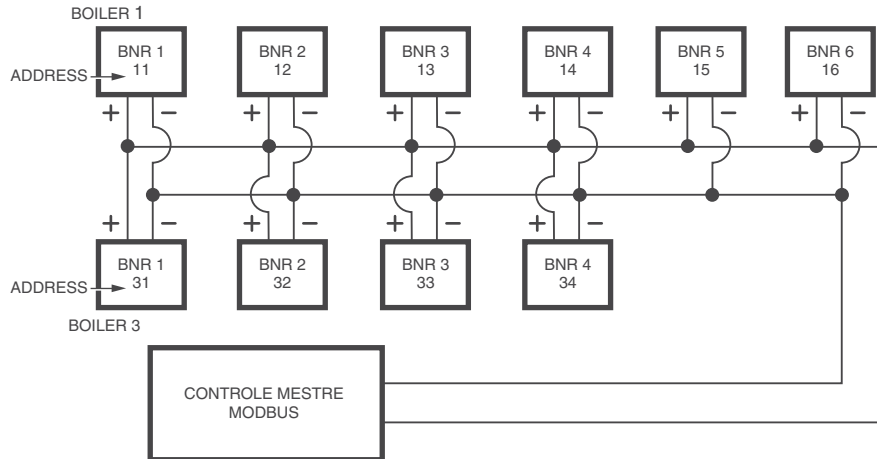 BOILER 1
BNR 1
11
BNR 2
12
BNR 3
13
BNR 4
14
BNR 5
15
BNR 6
16
ADDRESS
+ − + − + − + − + − + −
+ − + − + − + −
BNR 1
31
BNR 2
32
BNR 3
33
BNR 4
34
ADDRESS
BOILER 3
CONTROLE MESTRE
MODBUS